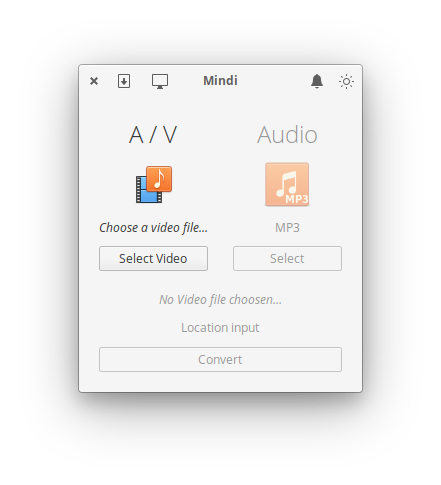 Mindi
A / V
Audio
MP3
Choose a video file...
MP3
Select Video
Select
No Video file choosen...
Location input
Convert